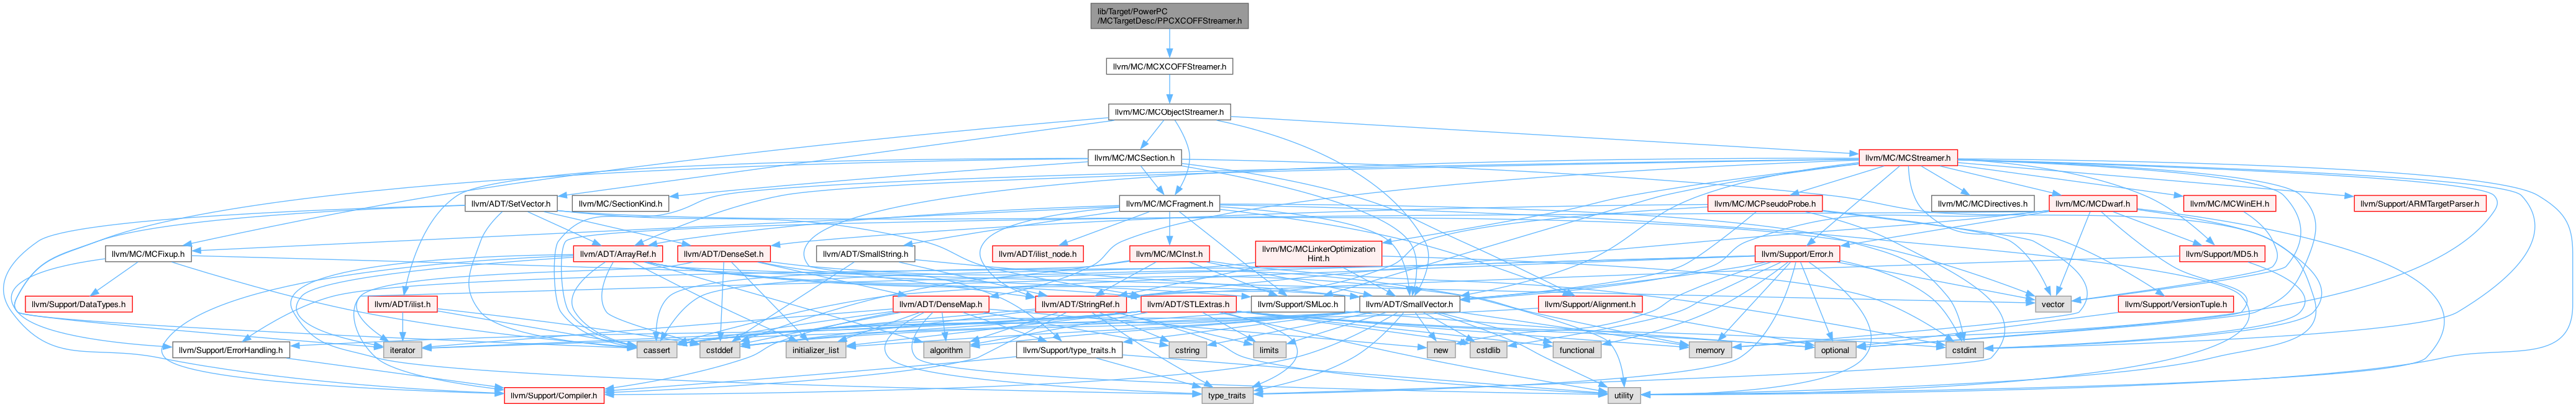 lib/Target/PowerPC
/MCTargetDesc/PPCXCOFFStreamer.h
llvm/MC/MCXCOFFStreamer.h
llvm/MC/MCObjectStreamer.h
llvm/MC/MCSection.h
llvm/MC/MCStreamer.h
llvm/ADT/SetVector.h
llvm/MC/SectionKind.h
llvm/MC/MCFragment.h
llvm/MC/MCPseudoProbe.h
llvm/MC/MCDirectives.h
llvm/MC/MCDwarf.h
llvm/MC/MCWinEH.h
llvm/Support/ARMTargetParser.h
llvm/MC/MCFixup.h
llvm/ADT/ArrayRef.h
llvm/ADT/DenseSet.h
llvm/ADT/SmallString.h
llvm/ADT/ilist_node.h
llvm/MC/MCInst.h
llvm/MC/MCLinkerOptimization
Hint.h
llvm/Support/Error.h
llvm/Support/MD5.h
llvm/Support/DataTypes.h
llvm/ADT/ilist.h
llvm/ADT/DenseMap.h
llvm/ADT/StringRef.h
llvm/ADT/STLExtras.h
llvm/Support/SMLoc.h
llvm/ADT/SmallVector.h
llvm/Support/Alignment.h
vector
llvm/Support/VersionTuple.h
llvm/Support/ErrorHandling.h
iterator
cassert
cstddef
initializer_list
algorithm
llvm/Support/type_traits.h
cstring
limits
new
cstdlib
functional
memory
optional
cstdint
llvm/Support/Compiler.h
type_traits
utility